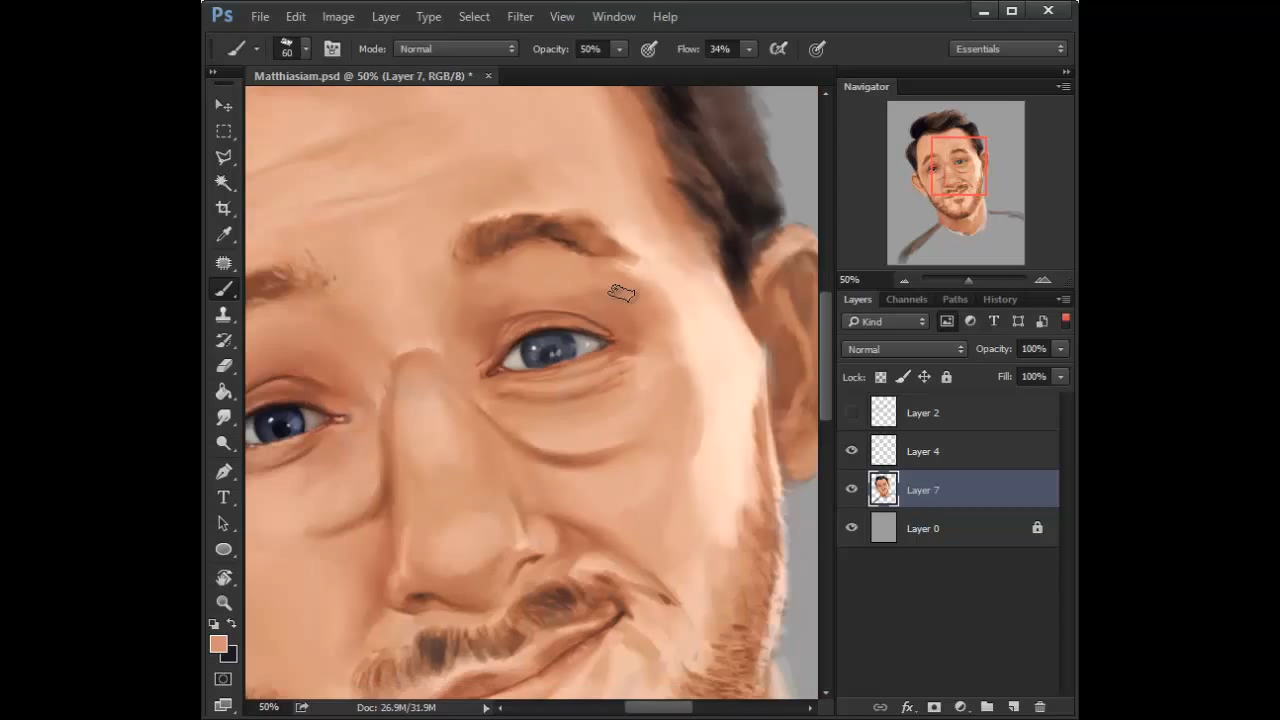 Ps File Edit Image Layer Type Select Filter View Window Help
60 Mode: Normal Opacity: 50% Flow: 34% Essentials
Matthiasiam.psd @ 50% (Layer 7, RGB/8) * ×
Navigator
50%
Layers Channels Paths History
Kind T
Normal Opacity: 100%
Lock: Fill: 100%
Layer 2
Layer 4
Layer 7
Layer 0
T
50% Doc: 26.9M/31.9M
fx